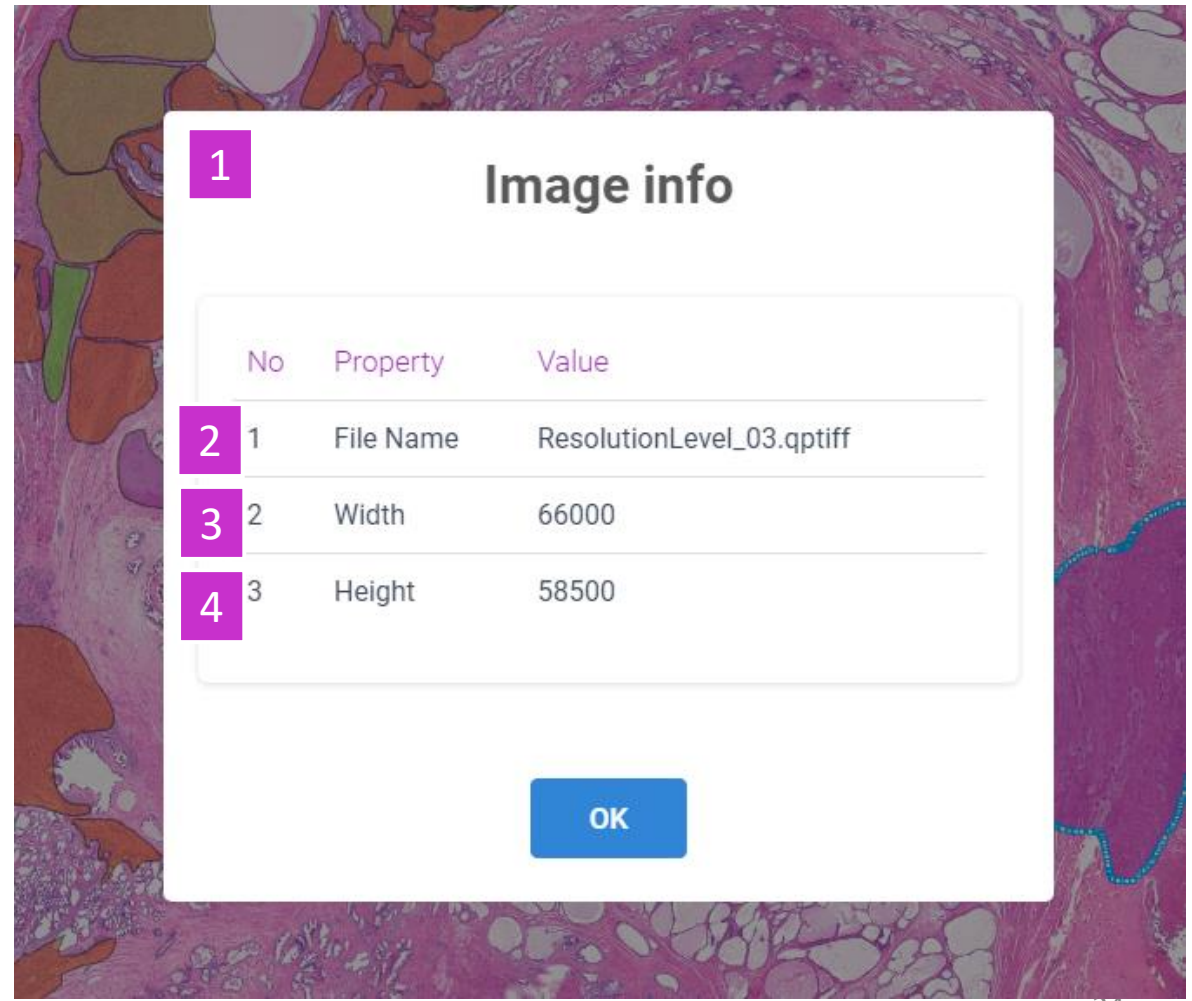 1
Image info
No Property Value
2 1 File Name ResolutionLevel_03.qptiff
3 2 Width 66000
4 3 Height 58500
OK